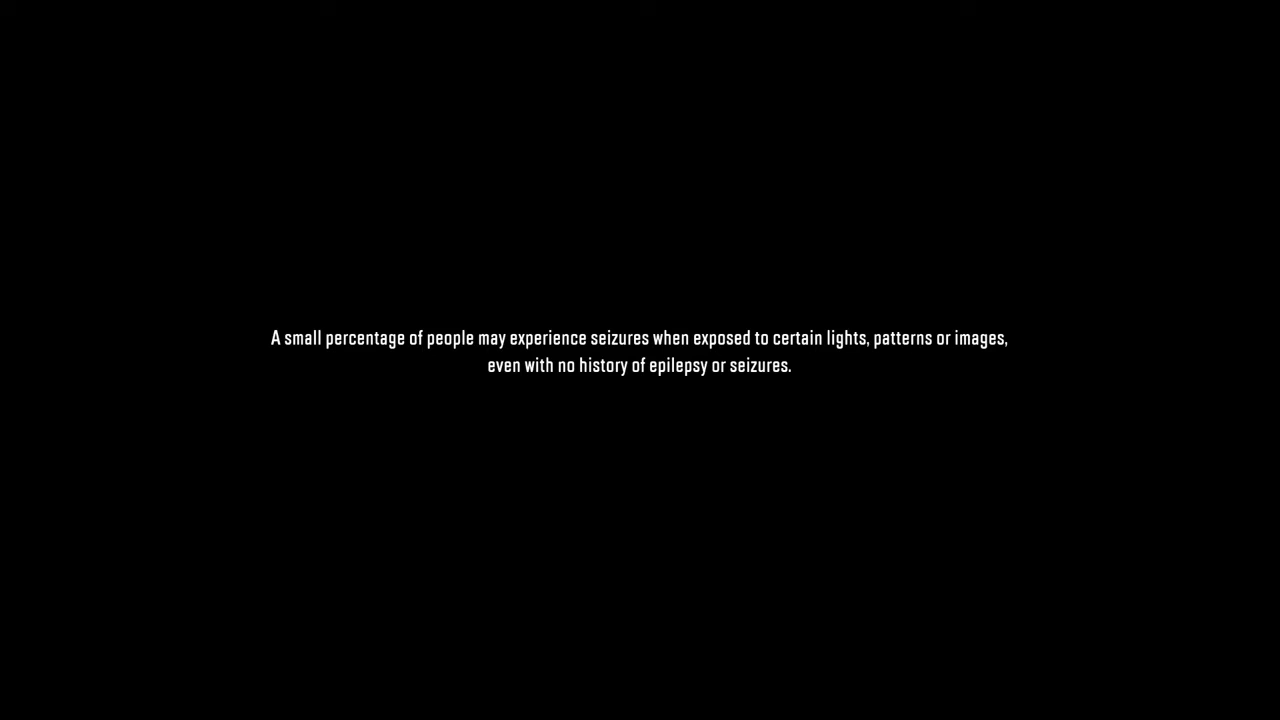 A small percentage of people may experience seizures when exposed to certain lights, patterns or images,
even with no history of epilepsy or seizures.